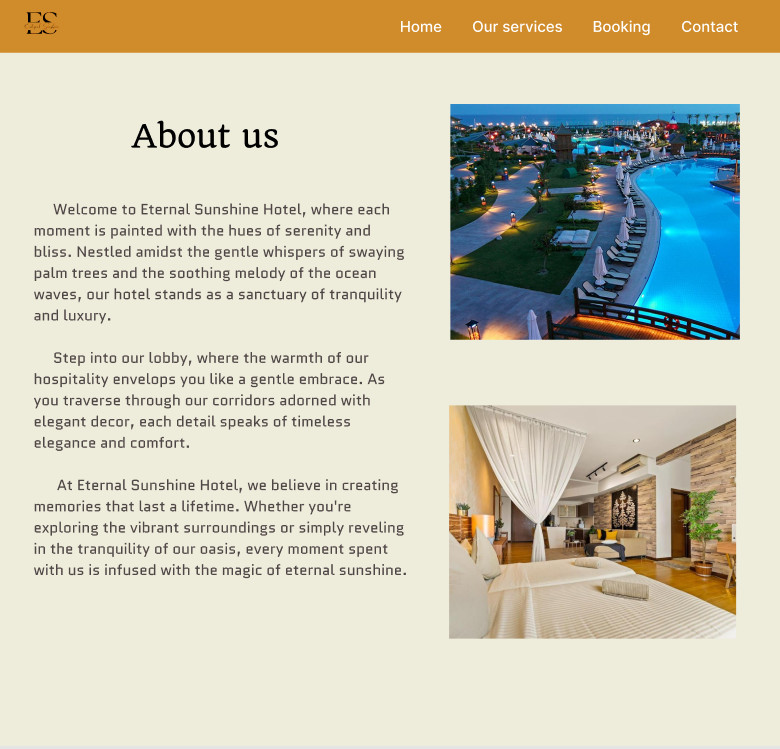 ES
Home Our services Booking Contact
About us
Welcome to Eternal Sunshine Hotel, where each
moment is painted with the hues of serenity and
bliss. Nestled amidst the gentle whispers of swaying
palm trees and the soothing melody of the ocean
waves, our hotel stands as a sanctuary of tranquility
and luxury.
Step into our lobby, where the warmth of our
hospitality envelops you like a gentle embrace. As
you traverse through our corridors adorned with
elegant decor, each detail speaks of timeless
elegance and comfort.
At Eternal Sunshine Hotel, we believe in creating
memories that last a lifetime. Whether you're
exploring the vibrant surroundings or simply reveling
in the tranquility of our oasis, every moment spent
with us is infused with the magic of eternal sunshine.